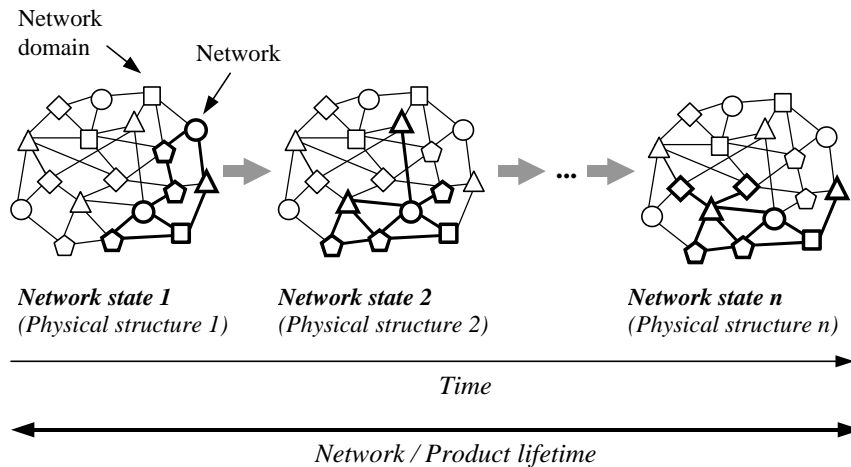 Network
domain
Network
...
Network state 1
(Physical structure 1)
Network state 2
(Physical structure 2)
Network state n
(Physical structure n)
Time
Network / Product lifetime